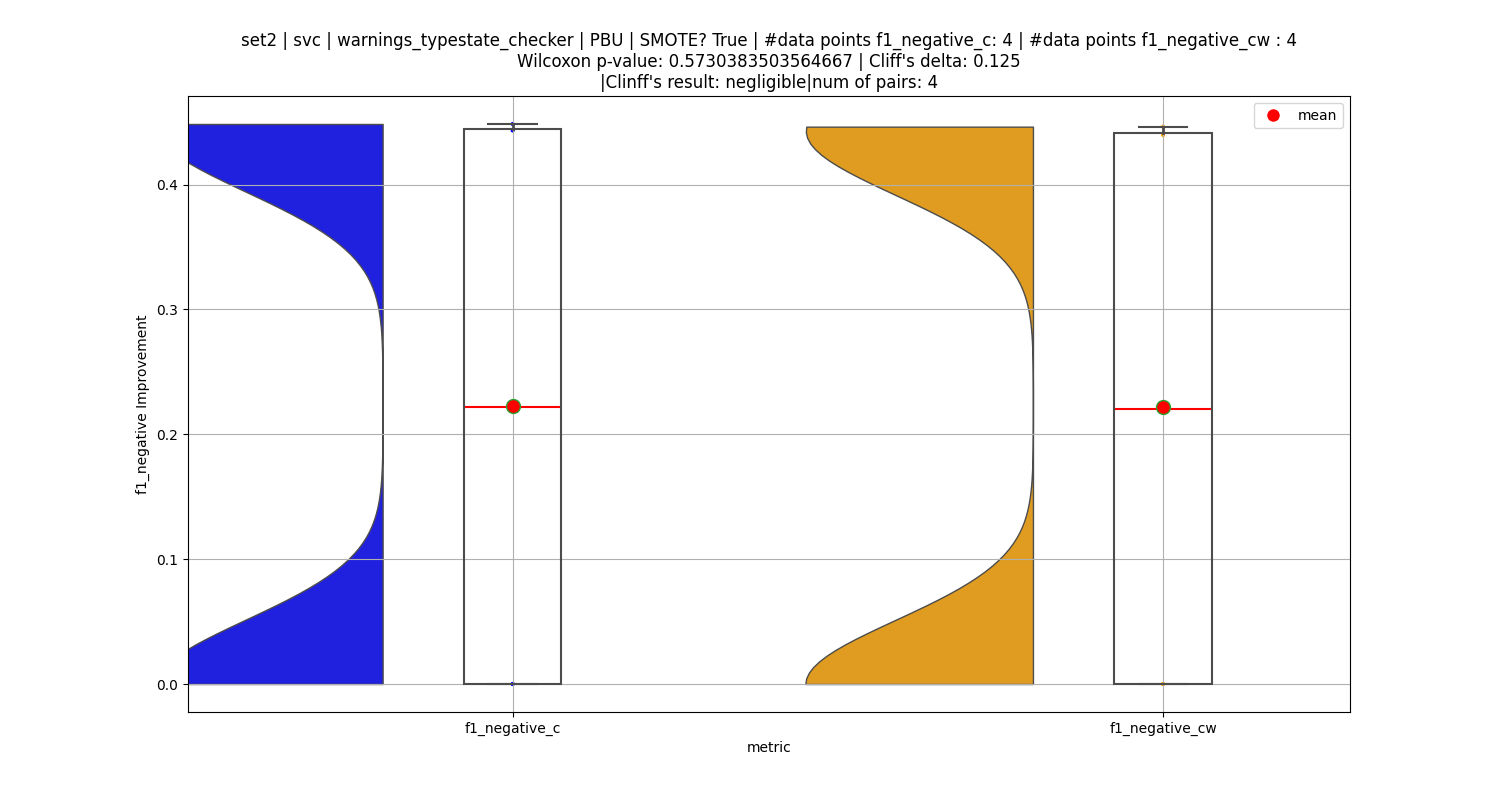 set2 | svc | warnings_typestate_checker | PBU | SMOTE? True | #data points f1_negative_c: 4 | #data points f1_negative_cw : 4
Wilcoxon p-value: 0.5730383503564667 | Cliff's delta: 0.125
|Clinff's result: negligible|num of pairs: 4
mean
0.4
0.3
0.2
0.1
0.0
f1_negative Improvement
f1_negative_c
f1_negative_cw
metric